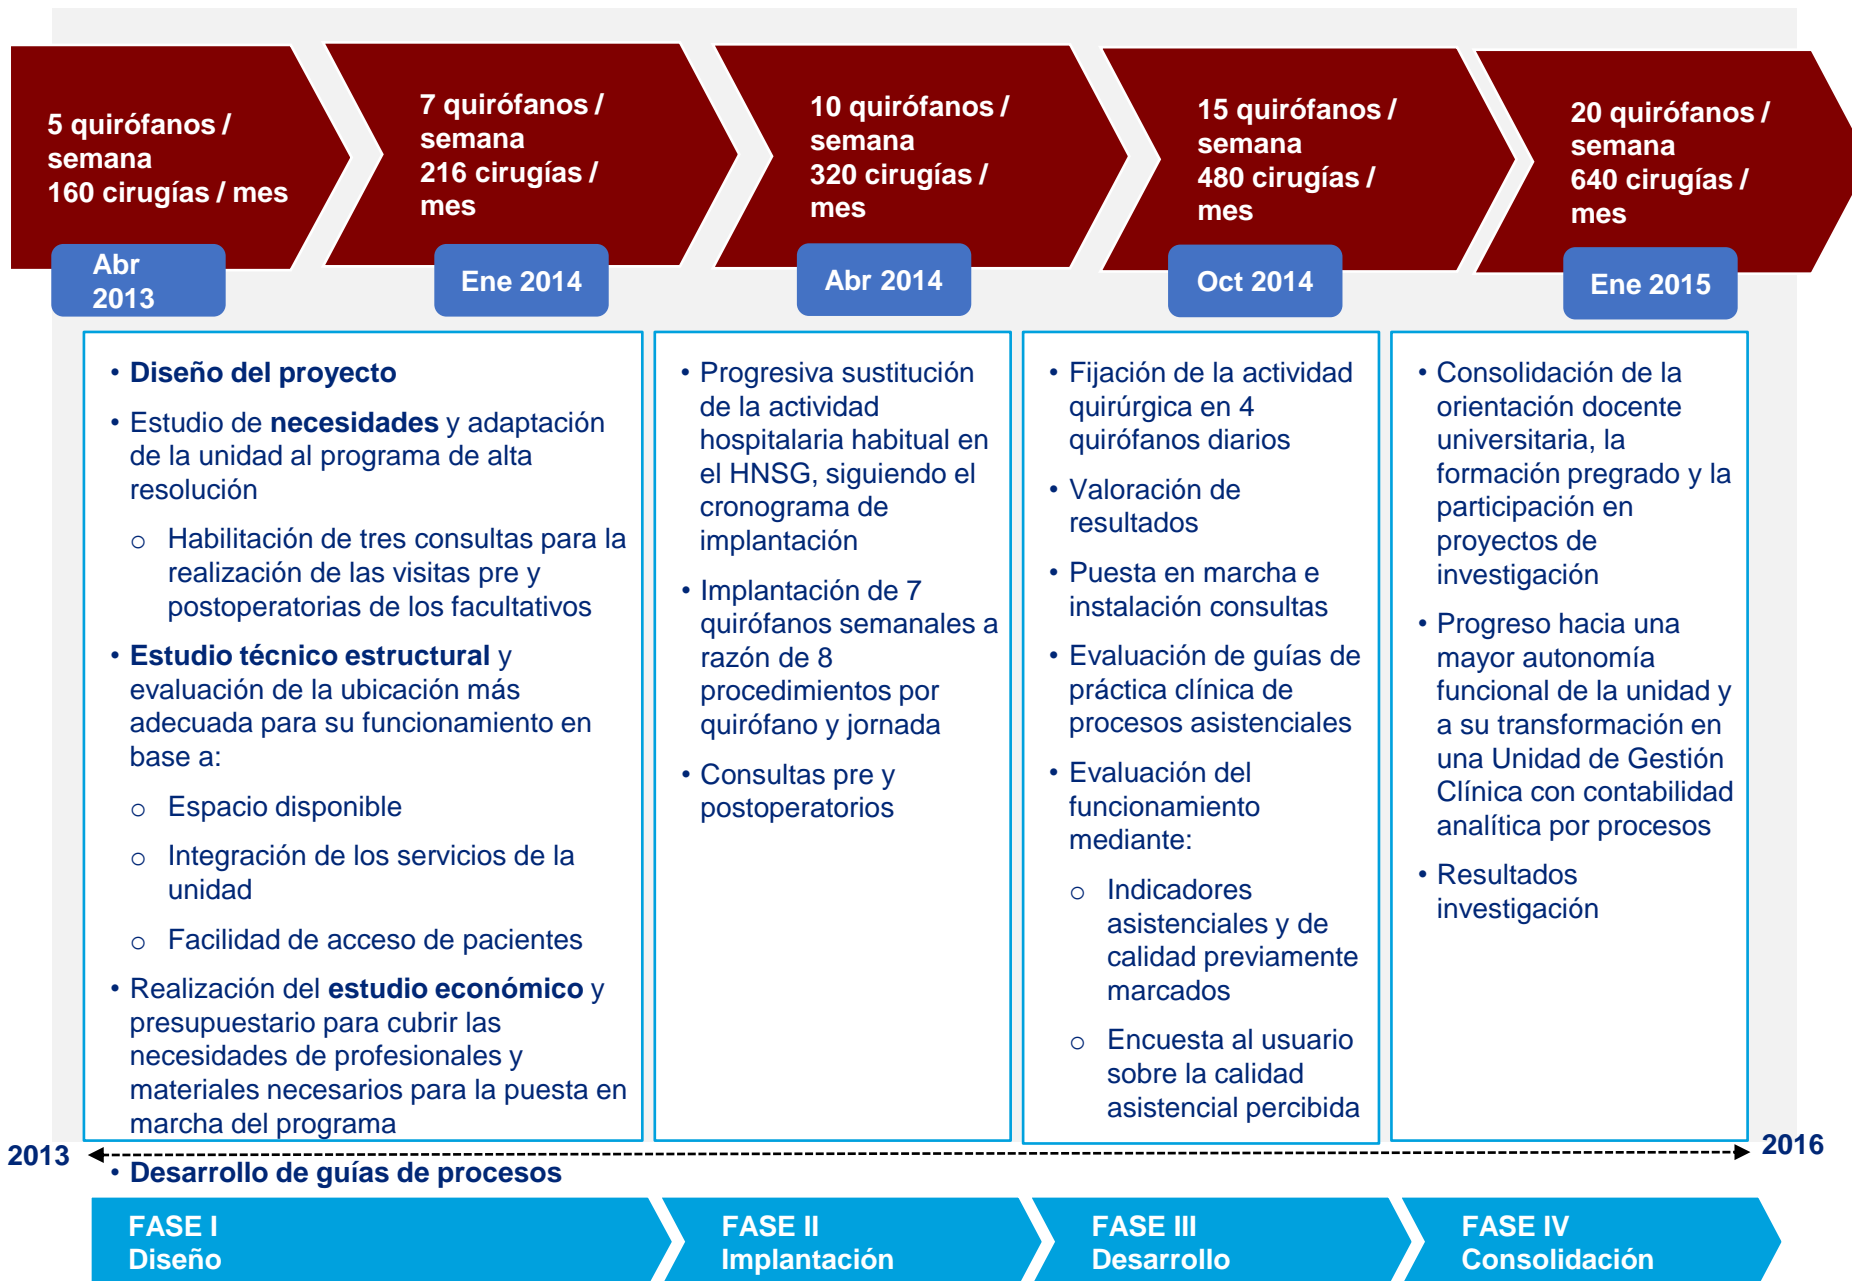 5 quirófanos /
semana
160 cirugías / mes
7 quirófanos /
semana
216 cirugías /
mes
10 quirófanos /
semana
320 cirugías /
mes
15 quirófanos /
semana
480 cirugías /
mes
20 quirófanos /
semana
640 cirugías /
mes
Abr
2013
Ene 2014
Abr 2014
Oct 2014
Ene 2015
• Diseño del proyecto
• Estudio de necesidades y adaptación
de la unidad al programa de alta
resolución
o Habilitación de tres consultas para la
realización de las visitas pre y
postoperatorias de los facultativos
• Estudio técnico estructural y
evaluación de la ubicación más
adecuada para su funcionamiento en
base a:
o Espacio disponible
o Integración de los servicios de la
unidad
o Facilidad de acceso de pacientes
• Realización del estudio económico y
presupuestario para cubrir las
necesidades de profesionales y
materiales necesarios para la puesta en
marcha del programa
• Desarrollo de guías de procesos
• Progresiva sustitución
de la actividad
hospitalaria habitual en
el HNSG, siguiendo el
cronograma de
implantación
• Implantación de 7
quirófanos semanales a
razón de 8
procedimientos por
quirófano y jornada
• Consultas pre y
postoperatorios
• Fijación de la actividad
quirúrgica en 4
quirófanos diarios
• Valoración de
resultados
• Puesta en marcha e
instalación consultas
• Evaluación de guías de
práctica clínica de
procesos asistenciales
• Evaluación del
funcionamiento
mediante:
o Indicadores
asistenciales y de
calidad previamente
marcados
o Encuesta al usuario
sobre la calidad
asistencial percibida
• Consolidación de la
orientación docente
universitaria, la
formación pregrado y la
participación en
proyectos de
investigación
• Progreso hacia una
mayor autonomía
funcional de la unidad y
a su transformación en
una Unidad de Gestión
Clínica con contabilidad
analítica por procesos
• Resultados
investigación
2013
2016
FASE I
Diseño
FASE II
Implantación
FASE III
Desarrollo
FASE IV
Consolidación